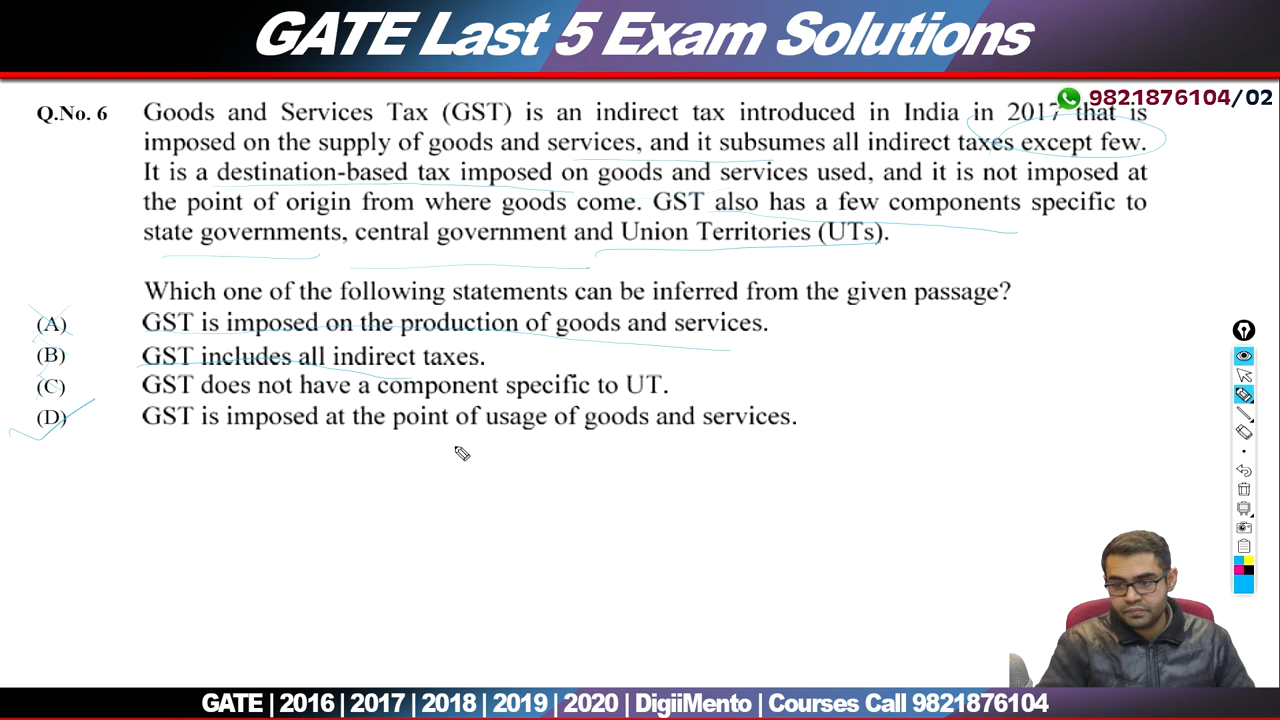 GATE Last 5 Exam Solutions
9821876104/02
Q.No. 6 Goods and Services Tax (GST) is an indirect tax introduced in India in 2017 that is
imposed on the supply of goods and services, and it subsumes all indirect taxes except few.
It is a destination-based tax imposed on goods and services used, and it is not imposed at
the point of origin from where goods come. GST also has a few components specific to
state governments, central government and Union Territories (UTs).
Which one of the following statements can be inferred from the given passage?
(A) GST is imposed on the production of goods and services.
(B) GST includes all indirect taxes.
(C) GST does not have a component specific to UT.
(D) GST is imposed at the point of usage of goods and services.
GATE | 2016 | 2017 | 2018 | 2019 | 2020 | DigiiMento | Courses Call 9821876104